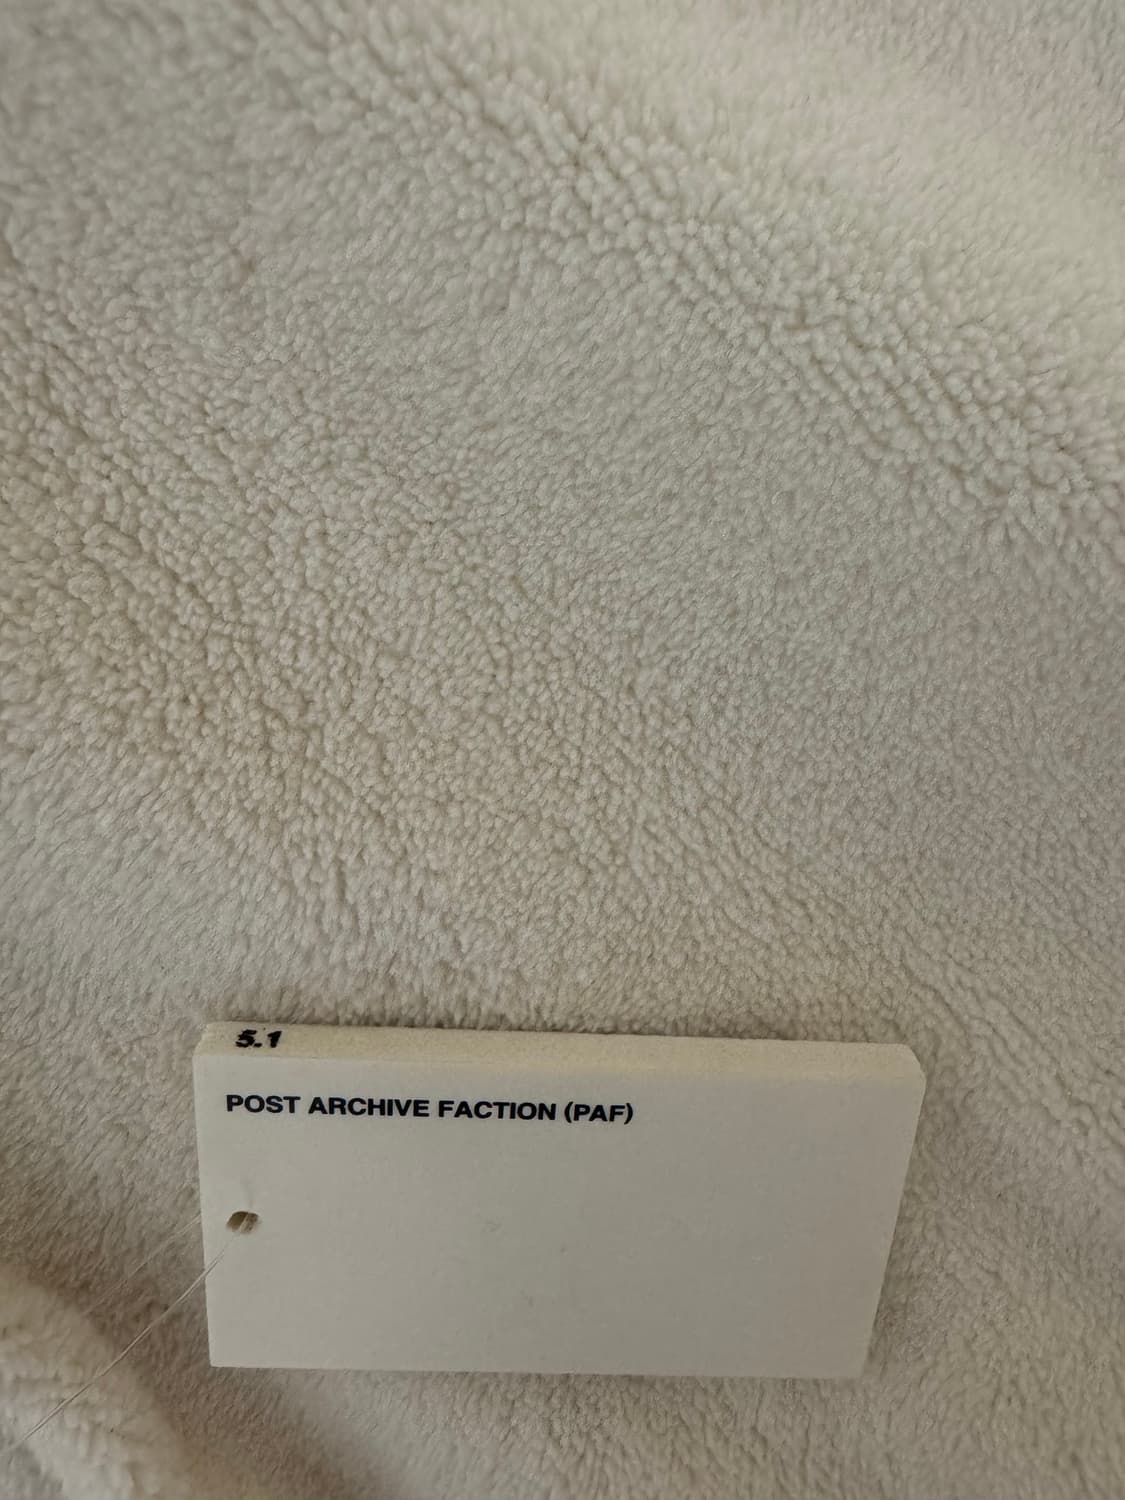 5.1
POST ARCHIVE FACTION (PAF)